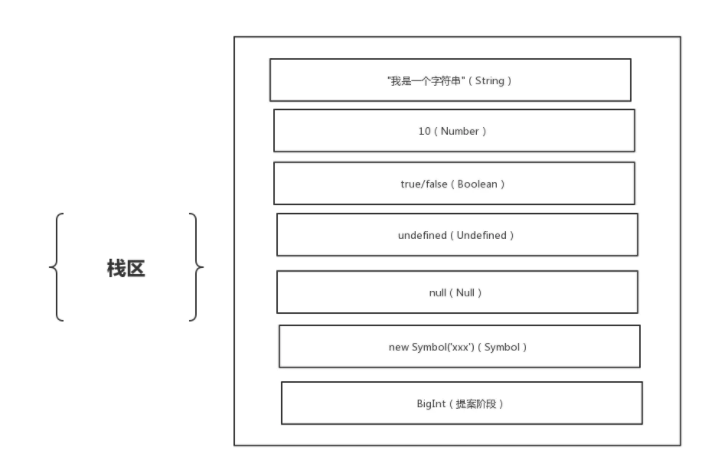 "我是一个字符串" ( String )
10 ( Number )
true/false ( Boolean )
undefined ( Undefined )
栈区
null ( Null )
new Symbol('xxx') ( Symbol )
BigInt ( 提案阶段 )